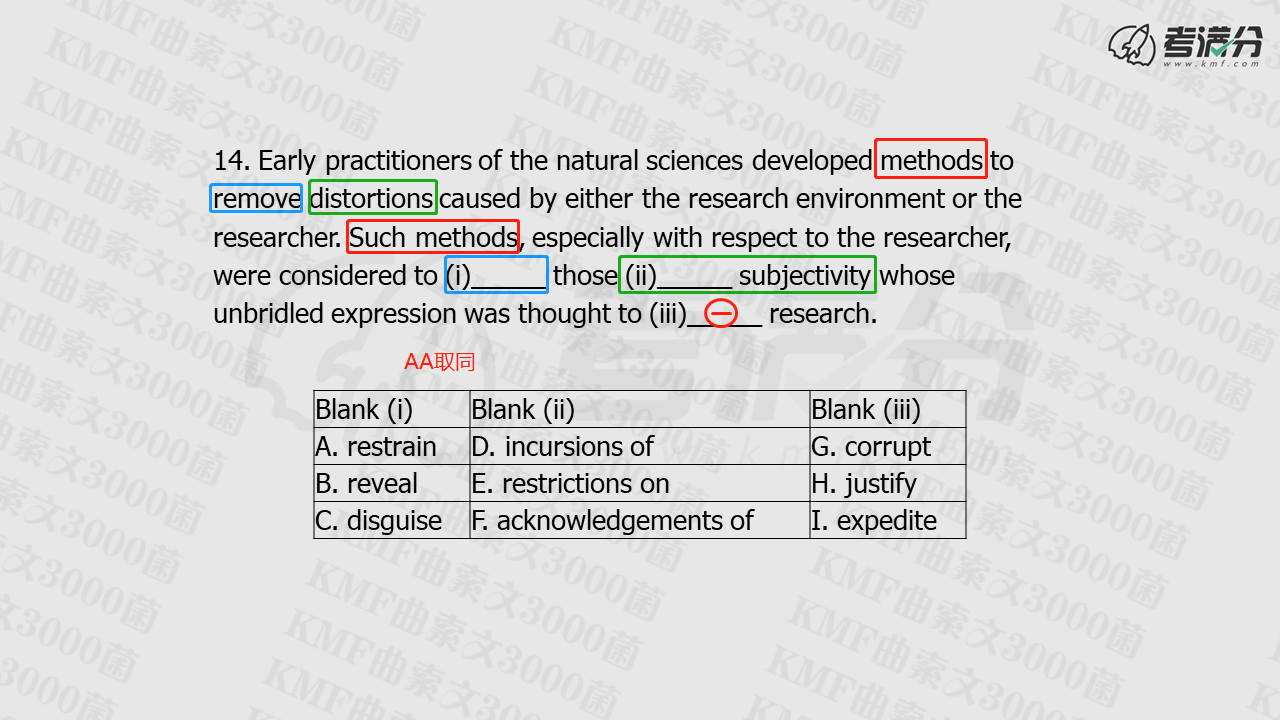 考满分
www.kmf.com
14. Early practitioners of the natural sciences developed methods to
remove distortions caused by either the research environment or the
researcher. Such methods, especially with respect to the researcher,
were considered to (i)______ those (ii)______ subjectivity whose
unbridled expression was thought to (iii)______ research.
AA取同
Blank (i) Blank (ii) Blank (iii)
A. restrain D. incursions of G. corrupt
B. reveal E. restrictions on H. justify
C. disguise F. acknowledgements of I. expedite
KMF曲索文3000菌